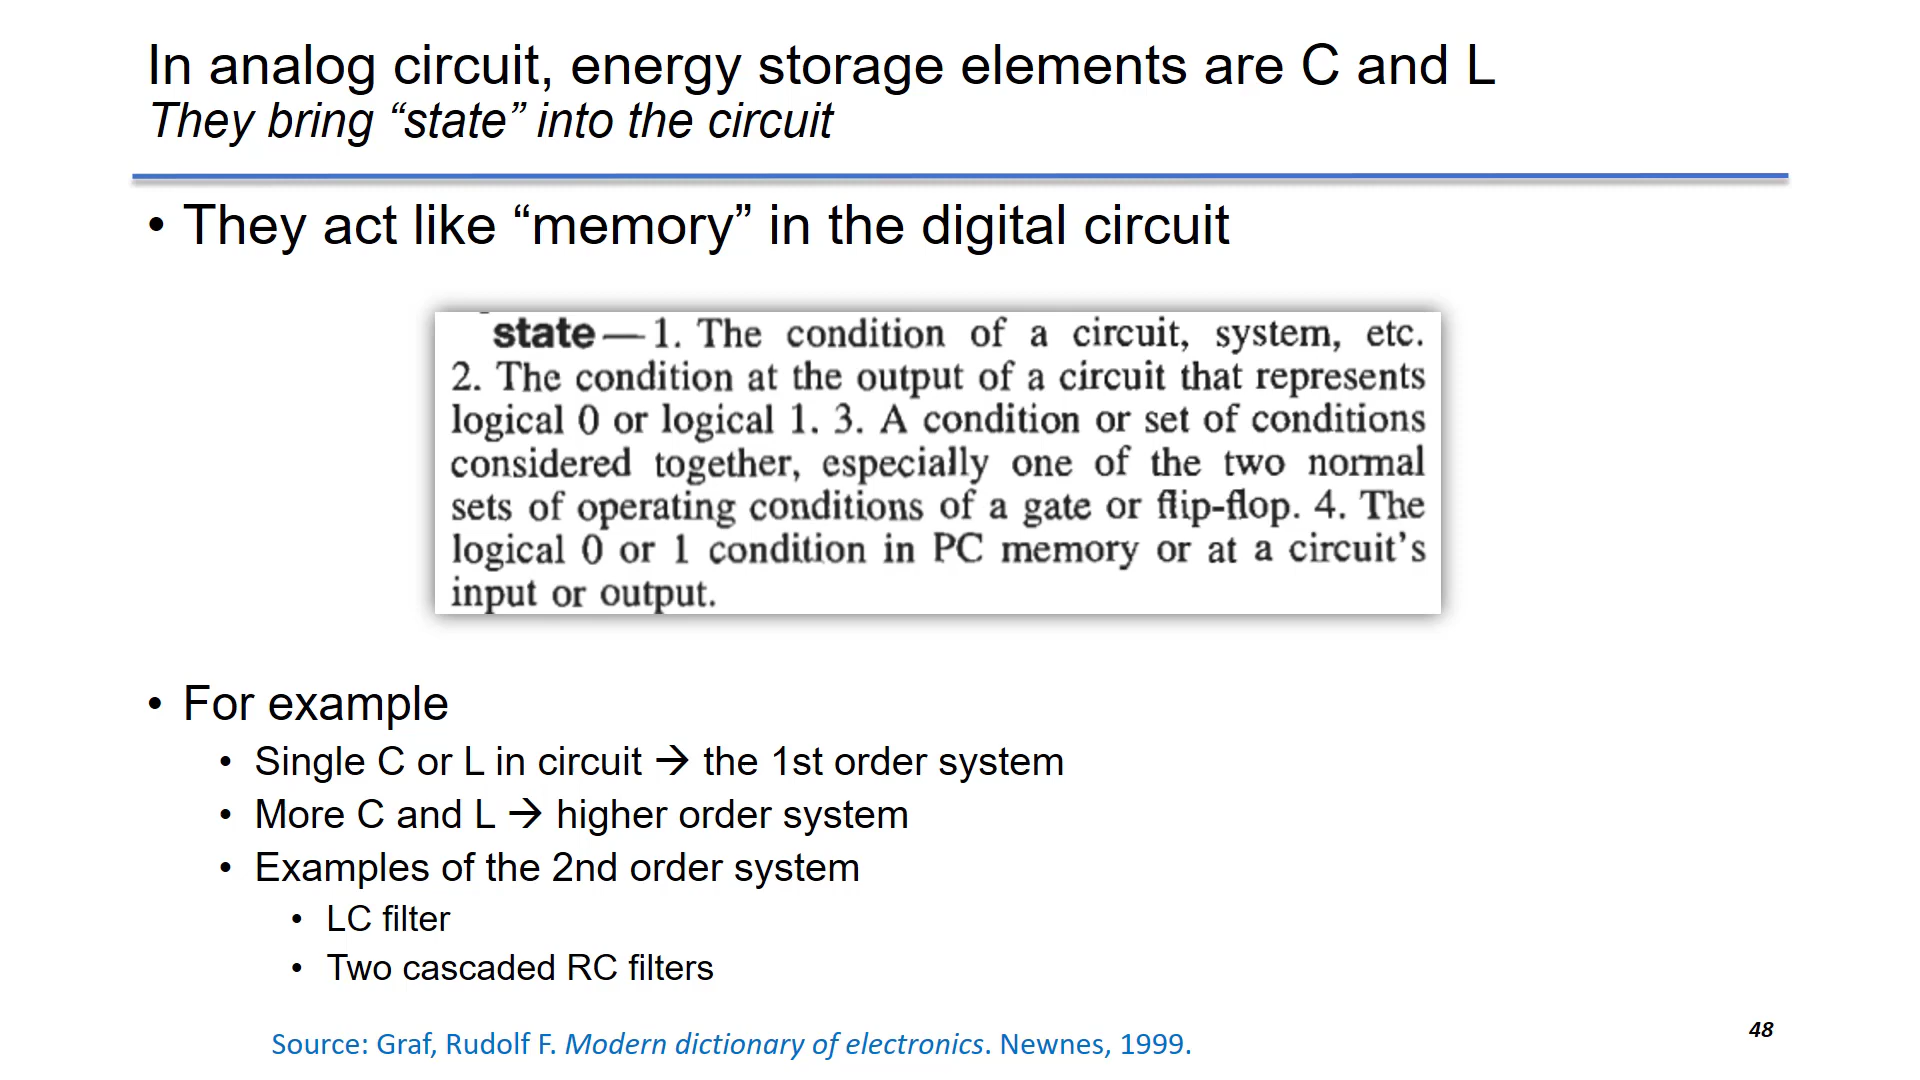 In analog circuit, energy storage elements are C and L
They bring “state” into the circuit
• They act like “memory” in the digital circuit
state — 1. The condition of a circuit, system, etc.
2. The condition at the output of a circuit that represents
logical 0 or logical 1. 3. A condition or set of conditions
considered together, especially one of the two normal
sets of operating conditions of a gate or flip-flop. 4. The
logical 0 or 1 condition in PC memory or at a circuit’s
input or output.
• For example
• Single C or L in circuit → the 1st order system
• More C and L → higher order system
• Examples of the 2nd order system
• LC filter
• Two cascaded RC filters
Source: Graf, Rudolf F. Modern dictionary of electronics. Newnes, 1999.
48